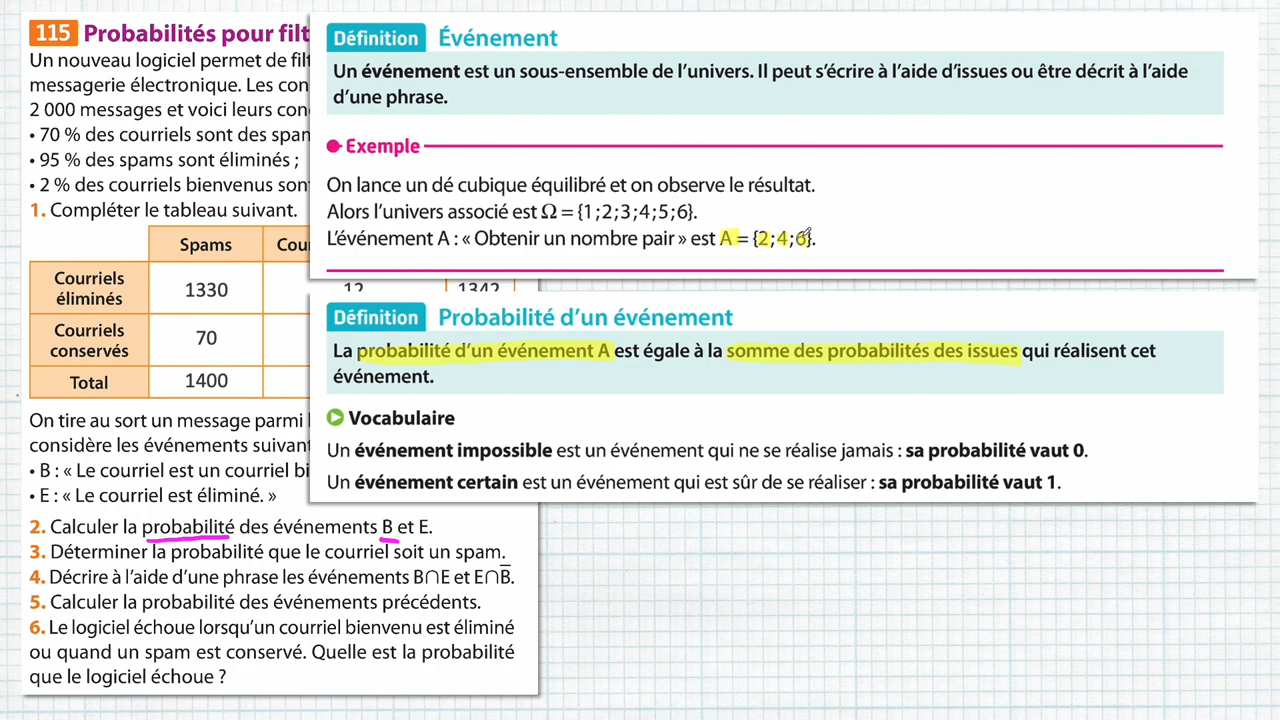 115 Probabilités pour filt
Un nouveau logiciel permet de filt
messagerie électronique. Les con
2 000 messages et voici leurs con
• 70 % des courriels sont des spam
• 95 % des spams sont éliminés ;
• 2 % des courriels bienvenus son
1. Compléter le tableau suivant.
Spams Cou
Courriels éliminés 1330 12 1342
Courriels conservés 70
Total 1400
On tire au sort un message parmi l
considère les événements suivant
• B : « Le courriel est un courriel bi
• E : « Le courriel est éliminé. »
2. Calculer la probabilité des événements B et E.
3. Déterminer la probabilité que le courriel soit un spam.
4. Décrire à l'aide d'une phrase les événements B∩E et E∩B̅.
5. Calculer la probabilité des événements précédents.
6. Le logiciel échoue lorsqu'un courriel bienvenu est éliminé
ou quand un spam est conservé. Quelle est la probabilité
que le logiciel échoue ?
Définition Événement
Un événement est un sous-ensemble de l'univers. Il peut s'écrire à l'aide d'issues ou être décrit à l'aide
d'une phrase.
Exemple
On lance un dé cubique équilibré et on observe le résultat.
Alors l'univers associé est Ω = {1 ; 2 ; 3 ; 4 ; 5 ; 6}.
L'événement A : « Obtenir un nombre pair » est A = {2 ; 4 ; 6}.
Définition Probabilité d'un événement
La probabilité d'un événement A est égale à la somme des probabilités des issues qui réalisent cet
événement.
Vocabulaire
Un événement impossible est un événement qui ne se réalise jamais : sa probabilité vaut 0.
Un événement certain est un événement qui est sûr de se réaliser : sa probabilité vaut 1.